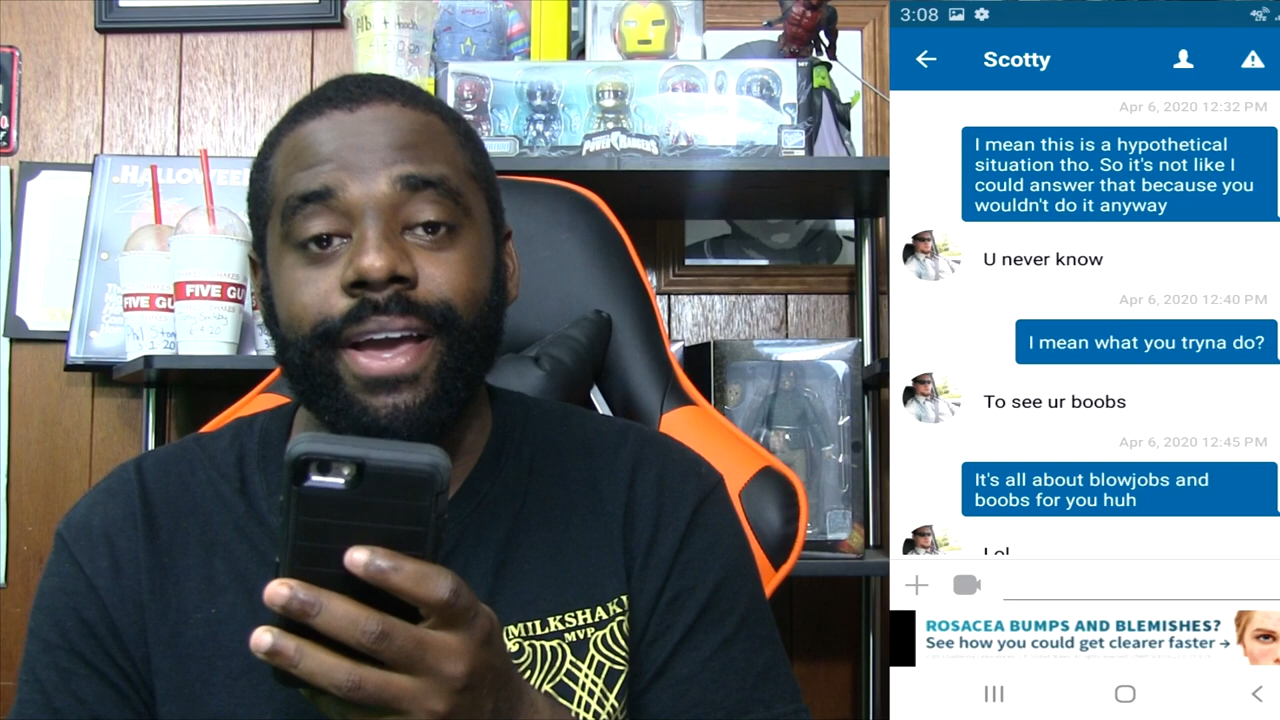 .HALLOWEEN
FIVE GU
FIVE GU
POWER RANGERS
MILKSHAKE
MVP
3:08
Scotty
Apr 6, 2020 12:32 PM
I mean this is a hypothetical
situation tho. So it's not like I
could answer that because you
wouldn't do it anyway
U never know
Apr 6, 2020 12:40 PM
I mean what you tryna do?
To see ur boobs
Apr 6, 2020 12:45 PM
It's all about blowjobs and
boobs for you huh
Lol
ROSACEA BUMPS AND BLEMISHES?
See how you could get clearer faster →